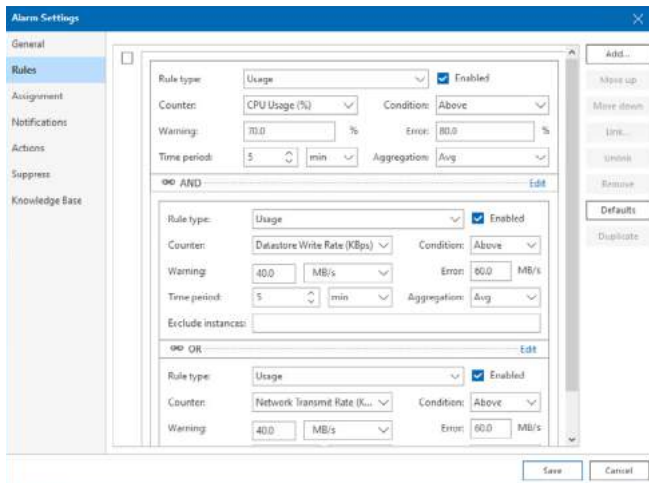 Alarm Settings
General
Rules
Assignment
Notifications
Actions
Suppress
Knowledge Base
Rule type: Usage Enabled
Counter: CPU Usage (%) Condition: Above
Warning: 70.0 % Error: 80.0 %
Time period: 5 min Aggregation: Avg
AND Edit
Rule type: Usage Enabled
Counter: Datastore Write Rate (KBps) Condition: Above
Warning: 40.0 MB/s Error: 60.0 MB/s
Time period: 5 min Aggregation: Avg
Exclude instances:
OR Edit
Rule type: Usage Enabled
Counter: Network Transmit Rate (K... Condition: Above
Warning: 40.0 MB/s Error: 60.0 MB/s
Add...
Move up
Move down
Link...
Unlink
Remove
Defaults
Duplicate
Save Cancel